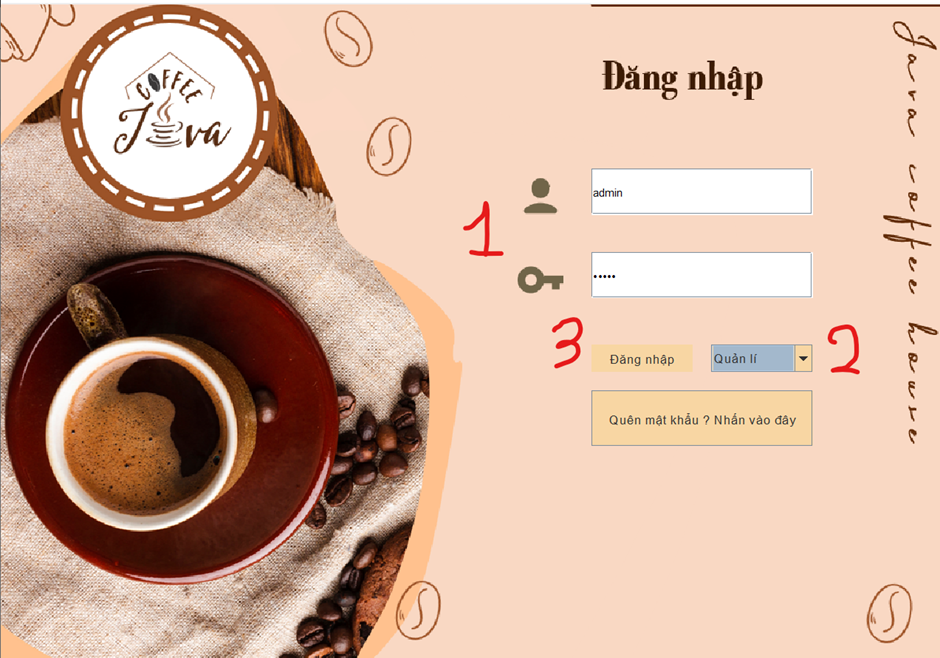 COFFEE
Java
Đăng nhập
admin
1
•••••
3
Đăng nhập
Quản lí
2
Quên mật khẩu ? Nhấn vào đây
Java coffee house